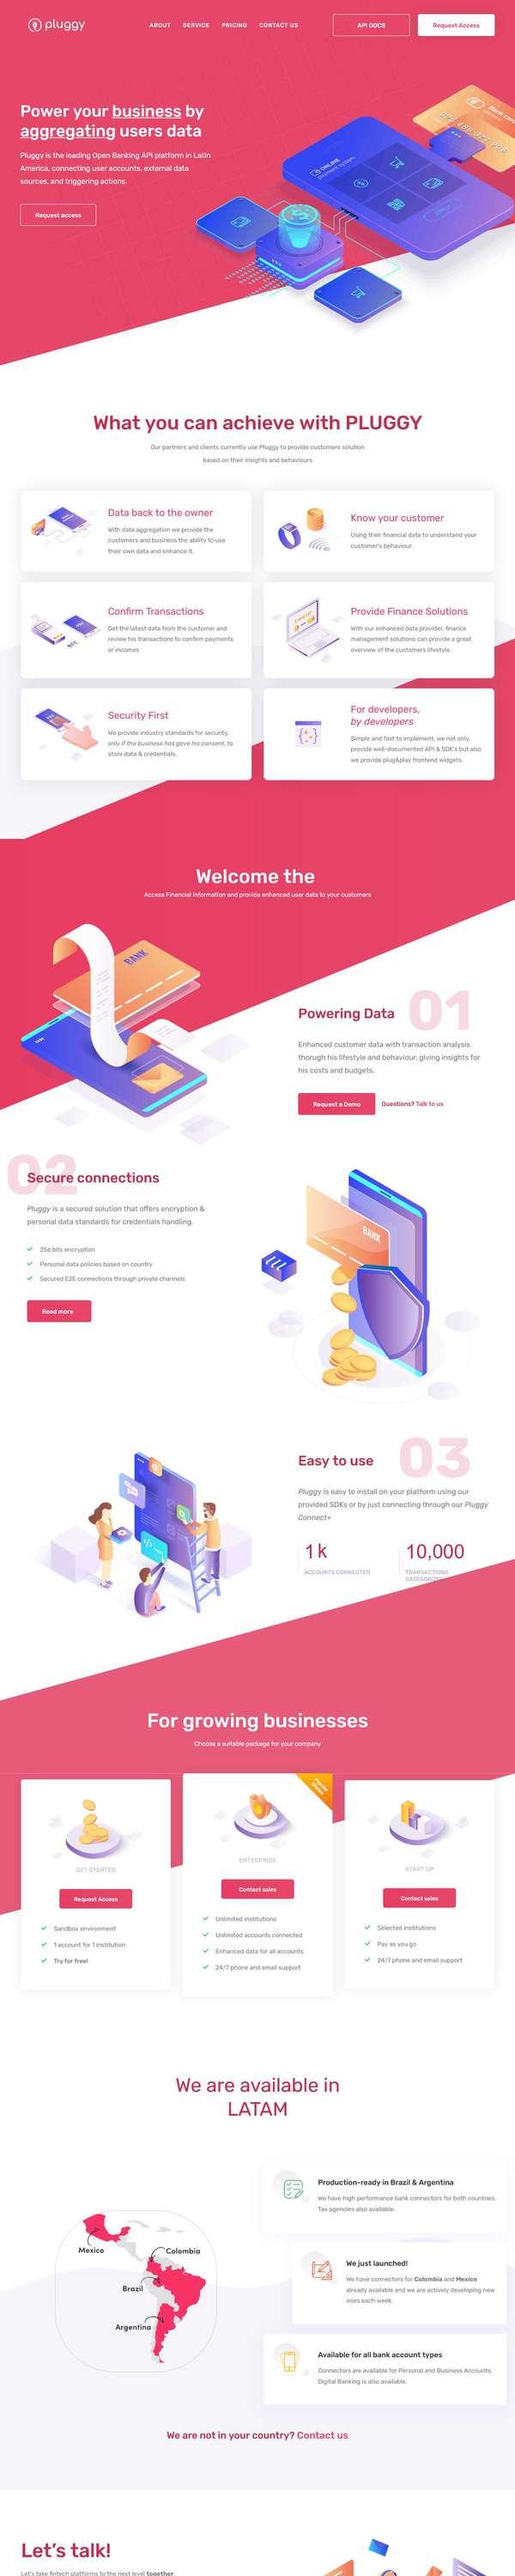 pluggy
ABOUT
SERVICE
PRICING
CONTACT US
API DOCS
Request Access
Power your business by
aggregating users data
Pluggy is the leading Open Banking API platform in Latin
America, connecting user accounts, external data
sources, and triggering actions.
Request access
ONLINE
payment system
What you can achieve with PLUGGY
Our partners and clients currently use Pluggy to provide customers solution
based on their insights and behaviours
Data back to the owner
With data aggregation we provide the
customers and business the ability to use
their own data and enhance it.
Know your customer
Using their financial data to understand your
customer's behaviour.
Confirm Transactions
Get the latest data from the customer and
review his transactions to confirm payments
or incomes
Provide Finance Solutions
With our enhanced data provider, finance
management solutions can provide a great
overview of the customers lifestyle.
Security First
We provide industry standards for security,
only if the business has gave his consent, to
store data & credentials.
For developers,
by developers
Simple and fast to implement, we not only
provide well-documented API & SDK's but also
we provide plug&play frontend widgets.
Welcome the
Access Financial information and provide enhanced user data to your customers
BANK
01
Powering Data
Enhanced customer data with transaction analysis
thorugh his lifestyle and behaviour, giving insights for
his costs and budgets.
Request a Demo
Questions? Talk to us
02
Secure connections
Pluggy is a secured solution that offers encryption &
personal data standards for credentials handling.
256 bits encryption
Personal data policies based on country
Secured E2E connections through private channels
Read more
BANK
03
Easy to use
Pluggy is easy to install on your platform using our
provided SDKs or by just connecting through our Pluggy
Connect+
1k
ACCOUNTS CONNECTED
10,000
TRANSACTIONS
CATEGORIZED
For growing businesses
Choose a suitable package for your company
GET STARTED
Request Access
Sandbox environment
1 account for 1 institution
Try for free!
ENTERPRISE
Contact sales
Unlimited institutions
Unlimited accounts connected
Enhanced data for all accounts
24/7 phone and email support
START UP
Contact sales
Selected institutions
Pay as you go
24/7 phone and email support
We are available in
LATAM
Mexico
Colombia
Brazil
Argentina
Production-ready in Brazil & Argentina
We have high performance bank connectors for both countries.
Tax agencies also available.
We just launched!
We have connectors for Colombia and Mexico
already available and we are actively developing new
ones each week.
Available for all bank account types
Connectors are available for Personal and Business Accounts.
Digital Banking is also available.
We are not in your country? Contact us
Let's talk!
Let's take fintech platforms to the next level together